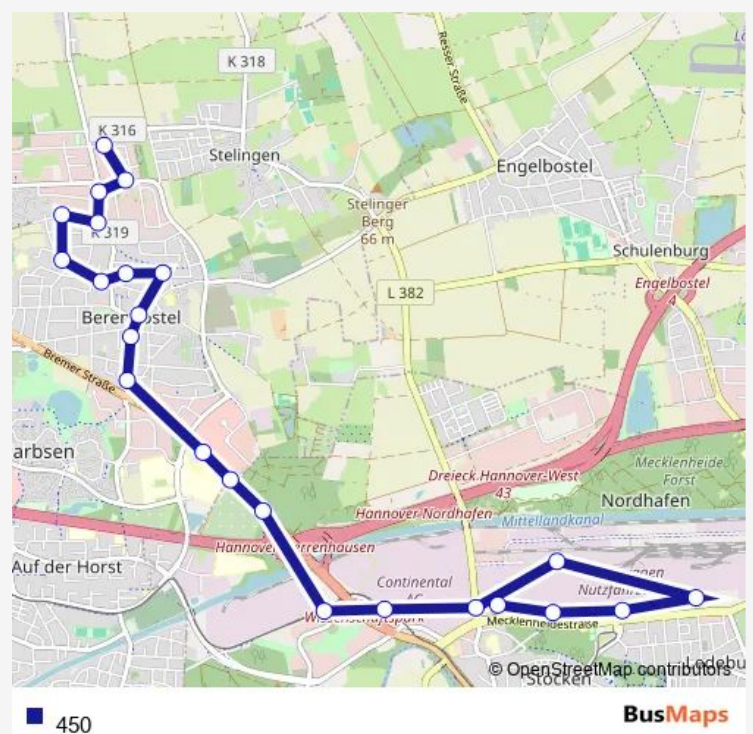 Resser Straße
K 318
K 316
Stelingen
Engelbostel
Stelinger
Berg
66 m
K 319
Schulenburg
Engelbostel
4
L 382
Bremer Straße
arbsen
Mecklenheide
Forst
Dreieck Hannover-West
43
Nordhafen
Hannover-Nordhafen
Mittellandkanal
Auf der Horst
Continental
AG
Mecklenheidestraße
© OpenStreetMap contributors
Stöcken
450
BusMaps